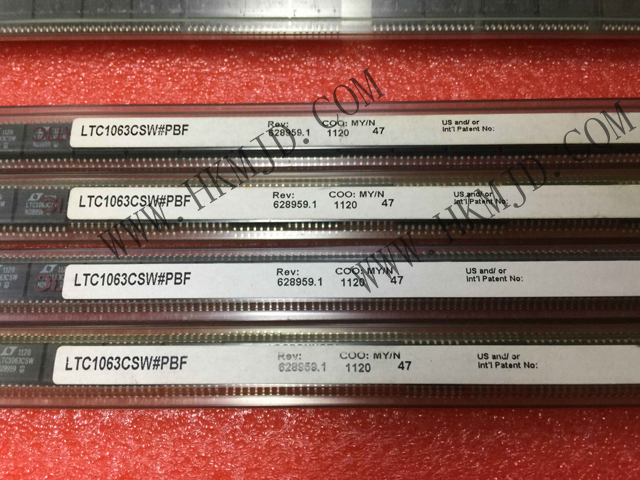 LTC1063CSW#PBF Rev: COO: MY/N US and/ or
628959.1 1120 47 Int'l Patent No:
LTC1063CSW#PBF Rev: COO: MY/N US and/ or
628959.1 1120 47 Int'l Patent No:
LTC1063CSW#PBF Rev: COO: MY/N US and/ or
628959.1 1120 47 Int'l Patent No:
1120
LTC1063CSW#PBF Rev: COO: MY/N US and/ or
LTC1063CSW 628959.1 1120 47 Int'l Patent No:
WWW.HKMJD.COM
WWW.HKMJD.COM